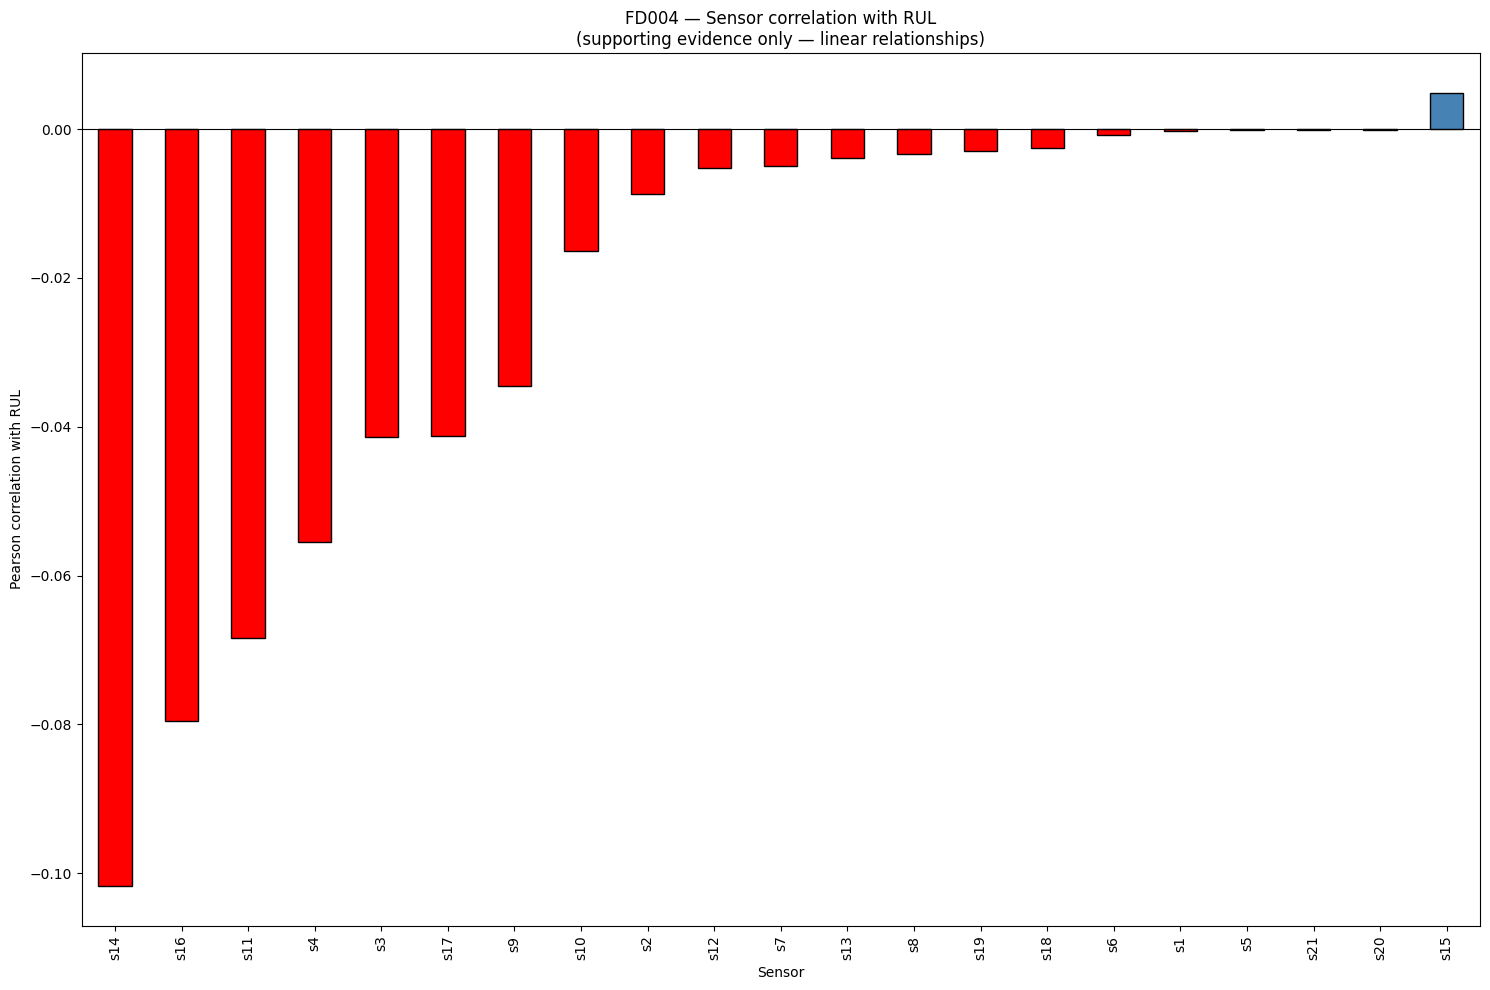 FD004 — Sensor correlation with RUL
(supporting evidence only — linear relationships)
Pearson correlation with RUL
0.00
−0.02
−0.04
−0.06
−0.08
−0.10
s14
s16
s11
s4
s3
s17
s9
s10
s2
s12
s7
s13
s8
s19
s18
s6
s1
s5
s21
s20
s15
Sensor